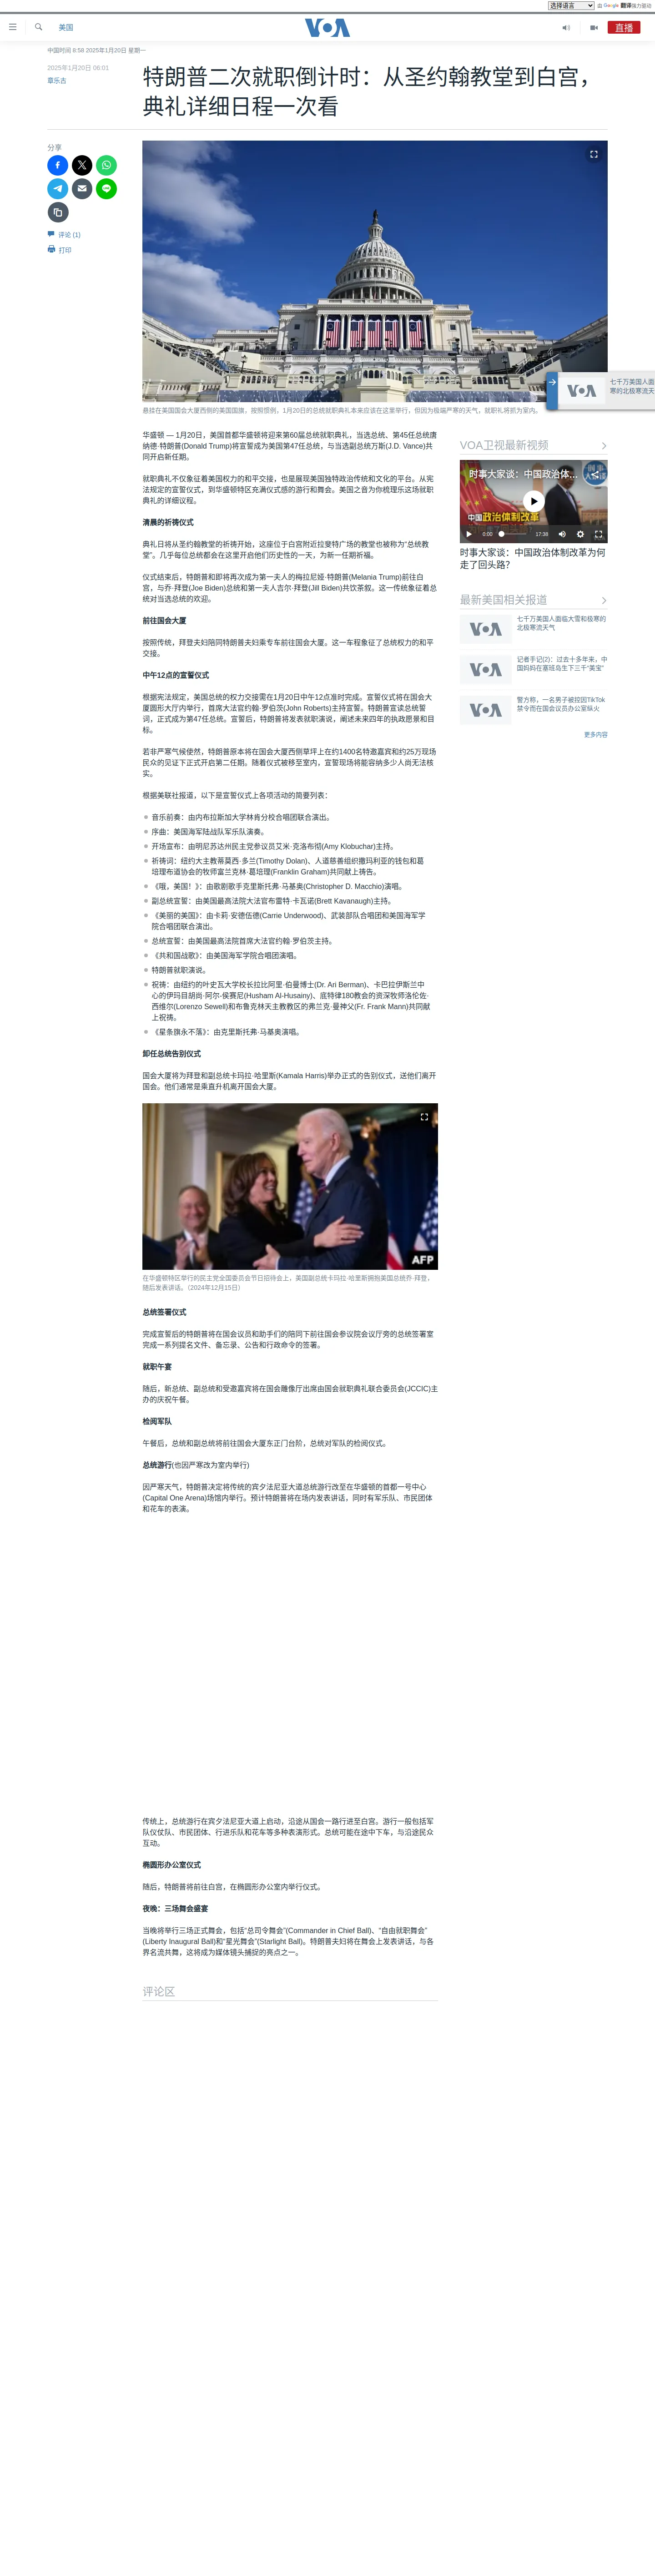 选择语言 由 Google 翻译强力驱动
美国
VOA
直播
中国时间 8:58 2025年1月20日 星期一
2025年1月20日 06:01
章乐吉
特朗普二次就职倒计时：从圣约翰教堂到白宫，
典礼详细日程一次看
分享
评论 (1)
打印
悬挂在美国国会大厦西侧的美国国旗，按照惯例，1月20日的总统就职典礼本来应该在这里举行，但因为极端严寒的天气，就职礼将抓为室内。
七千万美国人面
寒的北极寒流天
VOA
华盛顿 — 1月20日，美国首都华盛顿将迎来第60届总统就职典礼，当选总统、第45任总统唐
纳德·特朗普(Donald Trump)将宣誓成为美国第47任总统，与当选副总统万斯(J.D. Vance)共
同开启新任期。
就职典礼不仅象征着美国权力的和平交接，也是展现美国独特政治传统和文化的平台。从宪
法规定的宣誓仪式，到华盛顿特区充满仪式感的游行和舞会。美国之音为你梳理乐这场就职
典礼的详细议程。
清晨的祈祷仪式
典礼日将从圣约翰教堂的祈祷开始，这座位于白宫附近拉斐特广场的教堂也被称为“总统教
堂”。几乎每位总统都会在这里开启他们历史性的一天，为新一任期祈福。
仪式结束后，特朗普和即将再次成为第一夫人的梅拉尼娅·特朗普(Melania Trump)前往白
宫，与乔·拜登(Joe Biden)总统和第一夫人吉尔·拜登(Jill Biden)共饮茶叙。这一传统象征着总
统对当选总统的欢迎。
前往国会大厦
按照传统，拜登夫妇陪同特朗普夫妇乘专车前往国会大厦。这一车程象征了总统权力的和平
交接。
中午12点的宣誓仪式
根据宪法规定，美国总统的权力交接需在1月20日中午12点准时完成。宣誓仪式将在国会大
厦圆形大厅内举行，首席大法官约翰·罗伯茨(John Roberts)主持宣誓。特朗普宣读总统誓
词，正式成为第47任总统。宣誓后，特朗普将发表就职演说，阐述未来四年的执政愿景和目
标。
若非严寒气候使然，特朗普原本将在国会大厦西侧草坪上在约1400名特邀嘉宾和约25万现场
民众的见证下正式开启第二任期。随着仪式被移至室内，宣誓现场将能容纳多少人尚无法核
实。
根据美联社报道，以下是宣誓仪式上各项活动的简要列表：
音乐前奏：由内布拉斯加大学林肯分校合唱团联合演出。
序曲：美国海军陆战队军乐队演奏。
开场宣布：由明尼苏达州民主党参议员艾米·克洛布彻(Amy Klobuchar)主持。
祈祷词：纽约大主教蒂莫西·多兰(Timothy Dolan)、人道慈善组织撒玛利亚的钱包和葛
培理布道协会的牧师富兰克林·葛培理(Franklin Graham)共同献上祷告。
《哦，美国！》：由歌剧歌手克里斯托弗·马基奥(Christopher D. Macchio)演唱。
副总统宣誓：由美国最高法院大法官布雷特·卡瓦诺(Brett Kavanaugh)主持。
《美丽的美国》：由卡莉·安德伍德(Carrie Underwood)、武装部队合唱团和美国海军学
院合唱团联合演出。
总统宣誓：由美国最高法院首席大法官约翰·罗伯茨主持。
《共和国战歌》：由美国海军学院合唱团演唱。
特朗普就职演说。
祝祷：由纽约的叶史瓦大学校长拉比阿里·伯曼博士(Dr. Ari Berman)、卡巴拉伊斯兰中
心的伊玛目胡尚·阿尔-侯赛尼(Husham Al-Husainy)、底特律180教会的资深牧师洛伦佐·
西维尔(Lorenzo Sewell)和布鲁克林天主教教区的弗兰克·曼神父(Fr. Frank Mann)共同献
上祝祷。
《星条旗永不落》：由克里斯托弗·马基奥演唱。
卸任总统告别仪式
国会大厦将为拜登和副总统卡玛拉·哈里斯(Kamala Harris)举办正式的告别仪式，送他们离开
国会。他们通常是乘直升机离开国会大厦。
AFP
在华盛顿特区举行的民主党全国委员会节日招待会上，美国副总统卡玛拉·哈里斯拥抱美国总统乔·拜登，
随后发表讲话。（2024年12月15日）
总统签署仪式
完成宣誓后的特朗普将在国会议员和助手们的陪同下前往国会参议院会议厅旁的总统签署室
完成一系列提名文件、备忘录、公告和行政命令的签署。
就职午宴
随后，新总统、副总统和受邀嘉宾将在国会雕像厅出席由国会就职典礼联合委员会(JCCIC)主
办的庆祝午餐。
检阅军队
午餐后，总统和副总统将前往国会大厦东正门台阶，总统对军队的检阅仪式。
总统游行(也因严寒改为室内举行)
因严寒天气，特朗普决定将传统的宾夕法尼亚大道总统游行改至在华盛顿的首都一号中心
(Capital One Arena)场馆内举行。预计特朗普将在场内发表讲话，同时有军乐队、市民团体
和花车的表演。
传统上，总统游行在宾夕法尼亚大道上启动，沿途从国会一路行进至白宫。游行一般包括军
队仪仗队、市民团体、行进乐队和花车等多种表演形式。总统可能在途中下车，与沿途民众
互动。
椭圆形办公室仪式
随后，特朗普将前往白宫，在椭圆形办公室内举行仪式。
夜晚：三场舞会盛宴
当晚将举行三场正式舞会，包括“总司令舞会”(Commander in Chief Ball)、“自由就职舞会”
(Liberty Inaugural Ball)和“星光舞会”(Starlight Ball)。特朗普夫妇将在舞会上发表讲话，与各
界名流共舞，这将成为媒体镜头捕捉的亮点之一。
评论区
VOA卫视最新视频
时事大家谈：中国政治体...
中国政治体制改革
0:00 17:38
时事大家谈：中国政治体制改革为何
走了回头路？
最新美国相关报道
VOA
七千万美国人面临大雪和极寒的
北极寒流天气
VOA
记者手记(2)：过去十多年来，中
国妈妈在塞班岛生下三千“美宝”
VOA
警方称，一名男子被控因TikTok
禁令而在国会议员办公室纵火
更多内容